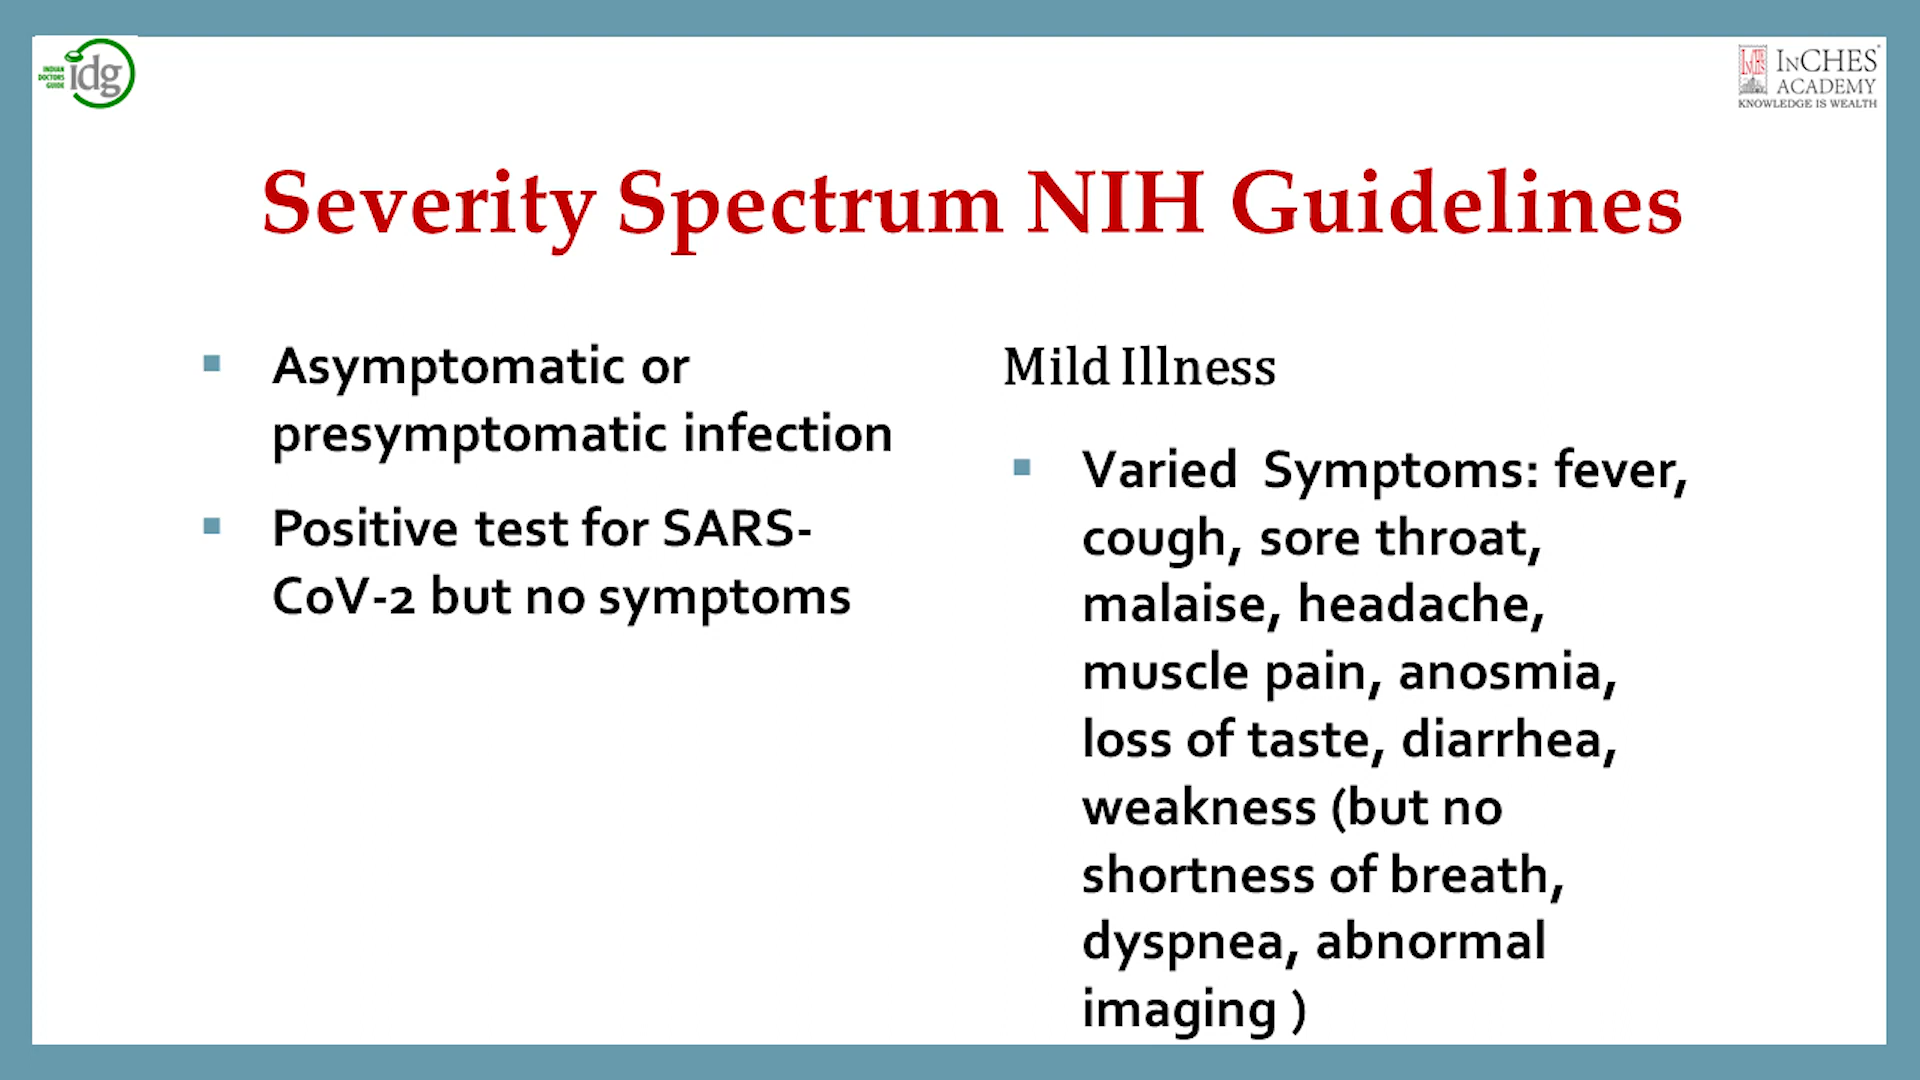 INDIAN
DOCTORS
GUIDE
idg
INCHES
ACADEMY
KNOWLEDGE IS WEALTH
Severity Spectrum NIH Guidelines
Asymptomatic or
presymptomatic infection
Positive test for SARS-
CoV-2 but no symptoms
Mild Illness
Varied Symptoms: fever,
cough, sore throat,
malaise, headache,
muscle pain, anosmia,
loss of taste, diarrhea,
weakness (but no
shortness of breath,
dyspnea, abnormal
imaging )